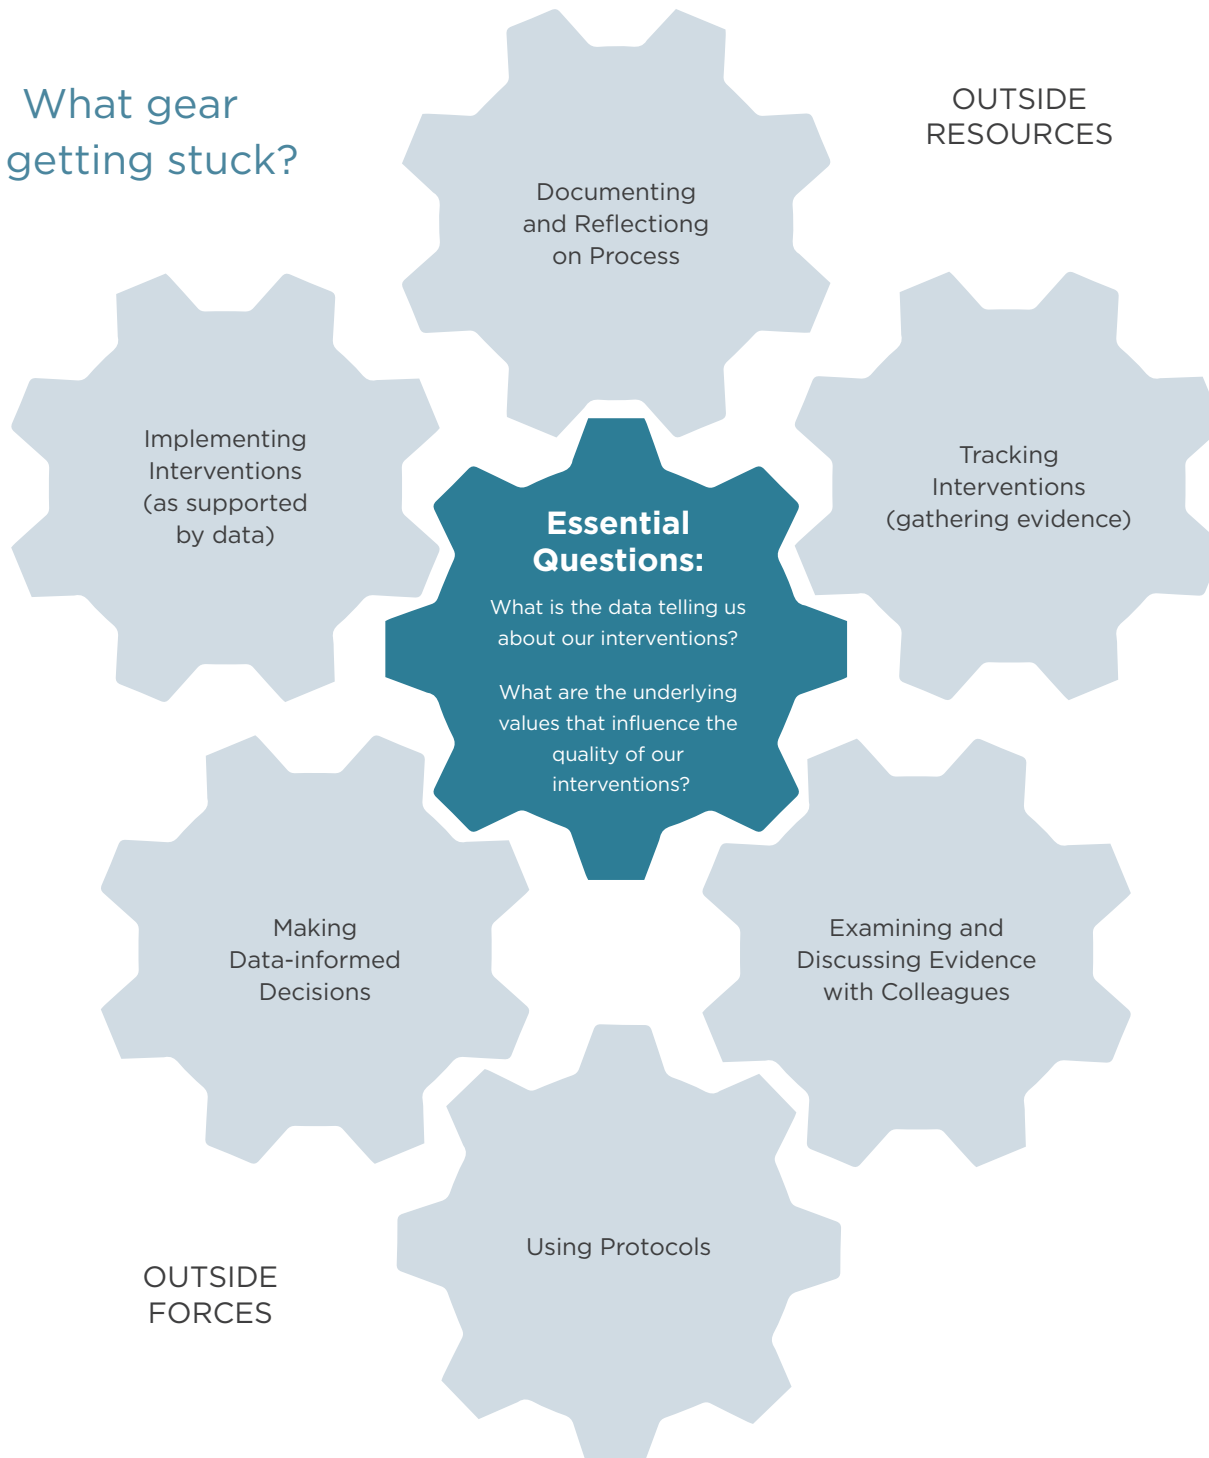 What gear
getting stuck?
OUTSIDE
RESOURCES
Documenting
and Reflectiong
on Process
Implementing
Interventions
(as supported
by data)
Tracking
Interventions
(gathering evidence)
Essential
Questions:
What is the data telling us
about our interventions?
What are the underlying
values that influence the
quality of our
interventions?
Making
Data-informed
Decisions
Examining and
Discussing Evidence
with Colleagues
Using Protocols
OUTSIDE
FORCES